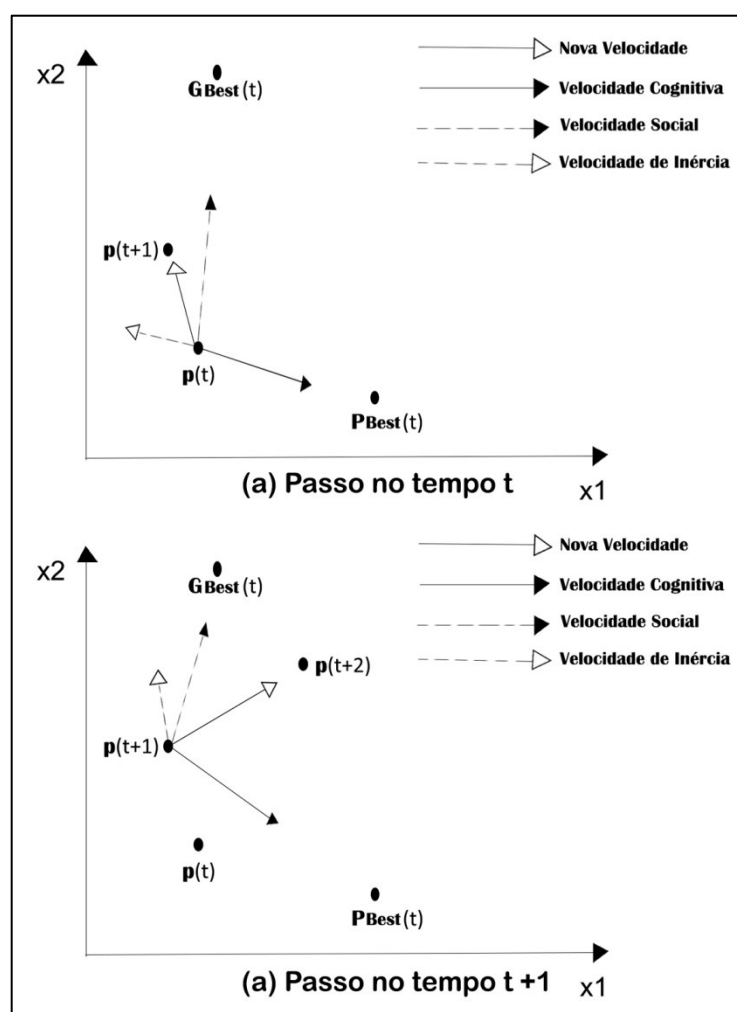 x2
GBest(t)
Nova Velocidade
Velocidade Cognitiva
Velocidade Social
Velocidade de Inércia
p(t+1)
p(t)
PBest(t)
(a) Passo no tempo t
x1
x2
GBest(t)
Nova Velocidade
Velocidade Cognitiva
Velocidade Social
Velocidade de Inércia
p(t+2)
p(t+1)
p(t)
PBest(t)
(a) Passo no tempo t +1
x1